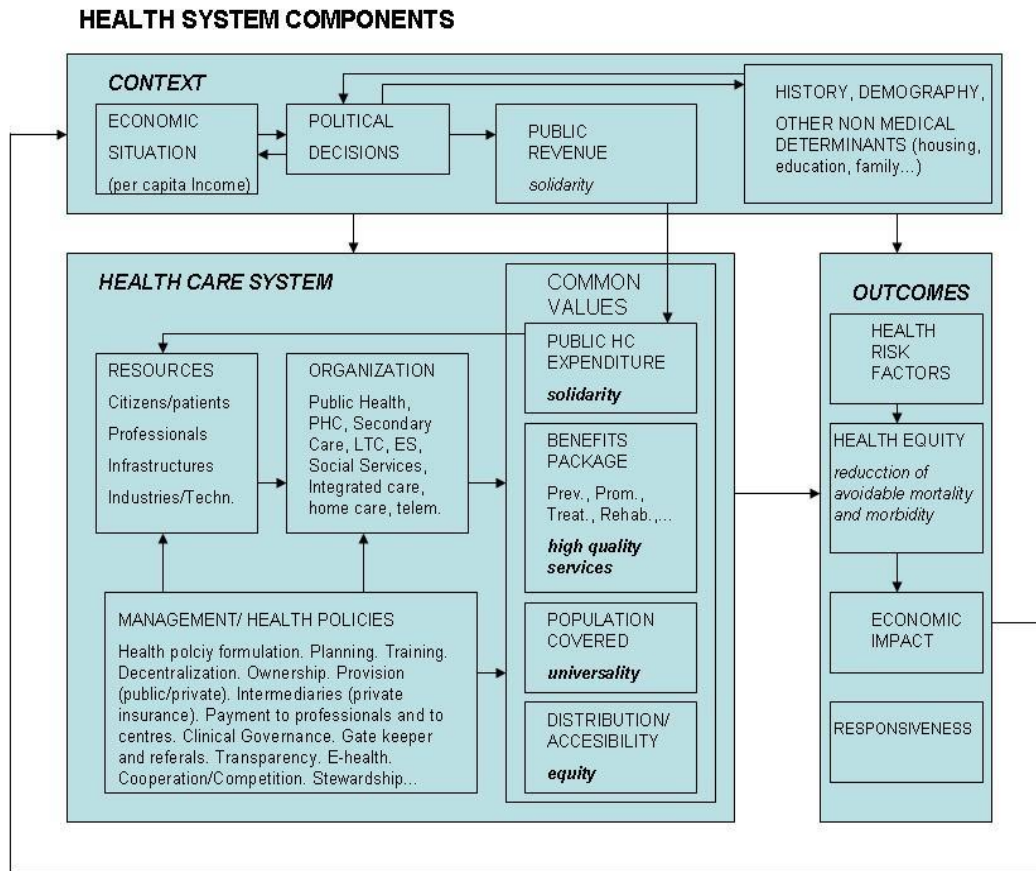 HEALTH SYSTEM COMPONENTS
CONTEXT
ECONOMIC
SITUATION
(per capita Income)
POLITICAL
DECISIONS
PUBLIC
REVENUE
solidarity
HISTORY, DEMOGRAPHY,
OTHER NON MEDICAL
DETERMINANTS (housing,
education, family...)
HEALTH CARE SYSTEM
RESOURCES
Citizens/patients
Professionals
Infrastructures
Industries/Techn.
ORGANIZATION
Public Health,
PHC, Secondary
Care, LTC, ES,
Social Services,
Integrated care,
home care, telem.
MANAGEMENT/ HEALTH POLICIES
Health polciy formulation. Planning. Training.
Decentralization. Ownership. Provision
(public/private). Intermediaries (private
insurance). Payment to professionals and to
centres. Clinical Governance. Gate keeper
and referals. Transparency. E-health.
Cooperation/Competition. Stewardship...
COMMON
VALUES
PUBLIC HC
EXPENDITURE
solidarity
BENEFITS
PACKAGE
Prev., Prom.,
Treat., Rehab.,...
high quality
services
POPULATION
COVERED
universality
DISTRIBUTION/
ACCESIBILITY
equity
OUTCOMES
HEALTH
RISK
FACTORS
HEALTH EQUITY
reducction of
avoidable mortality
and morbidity
ECONOMIC
IMPACT
RESPONSIVENESS